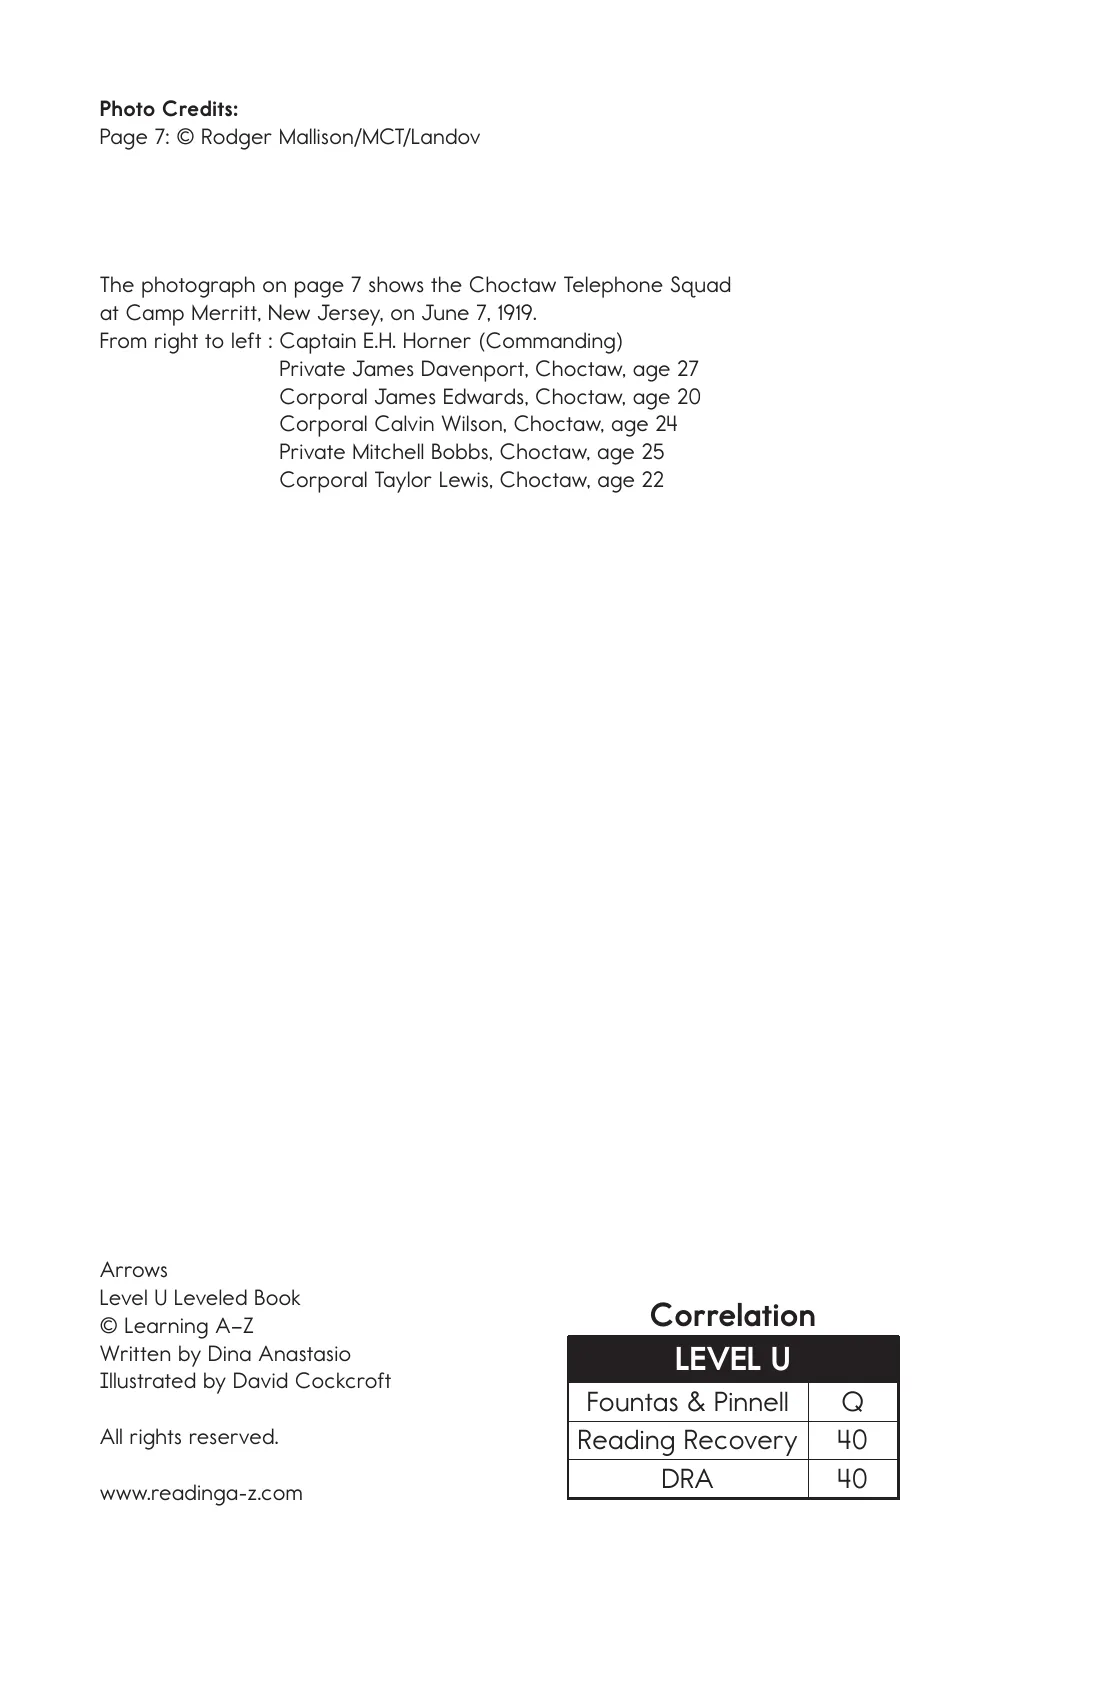 Photo Credits:
Page 7: © Rodger Mallison/MCT/Landov
The photograph on page 7 shows the Choctaw Telephone Squad
at Camp Merritt, New Jersey, on June 7, 1919.
From right to left : Captain E.H. Horner (Commanding)
Private James Davenport, Choctaw, age 27
Corporal James Edwards, Choctaw, age 20
Corporal Calvin Wilson, Choctaw, age 24
Private Mitchell Bobbs, Choctaw, age 25
Corporal Taylor Lewis, Choctaw, age 22
Arrows
Level U Leveled Book
© Learning A–Z
Written by Dina Anastasio
Illustrated by David Cockcroft
All rights reserved.
www.readinga-z.com
Correlation
LEVEL U
Fountas & Pinnell Q
Reading Recovery 40
DRA 40